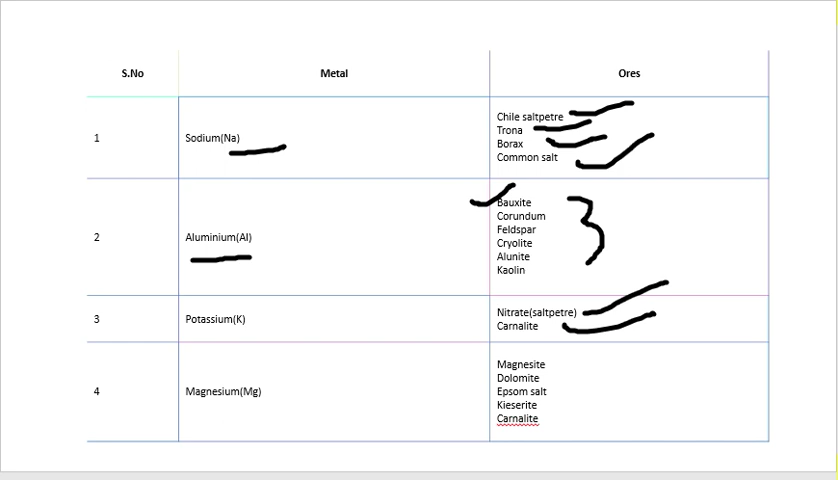 S.No Metal Ores
1 Sodium(Na) Chile saltpetre
Trona
Borax
Common salt
2 Aluminium(Al) Bauxite
Corundum
Feldspar
Cryolite
Alunite
Kaolin
3 Potassium(K) Nitrate(saltpetre)
Carnalite
4 Magnesium(Mg) Magnesite
Dolomite
Epsom salt
Kieserite
Carnalite